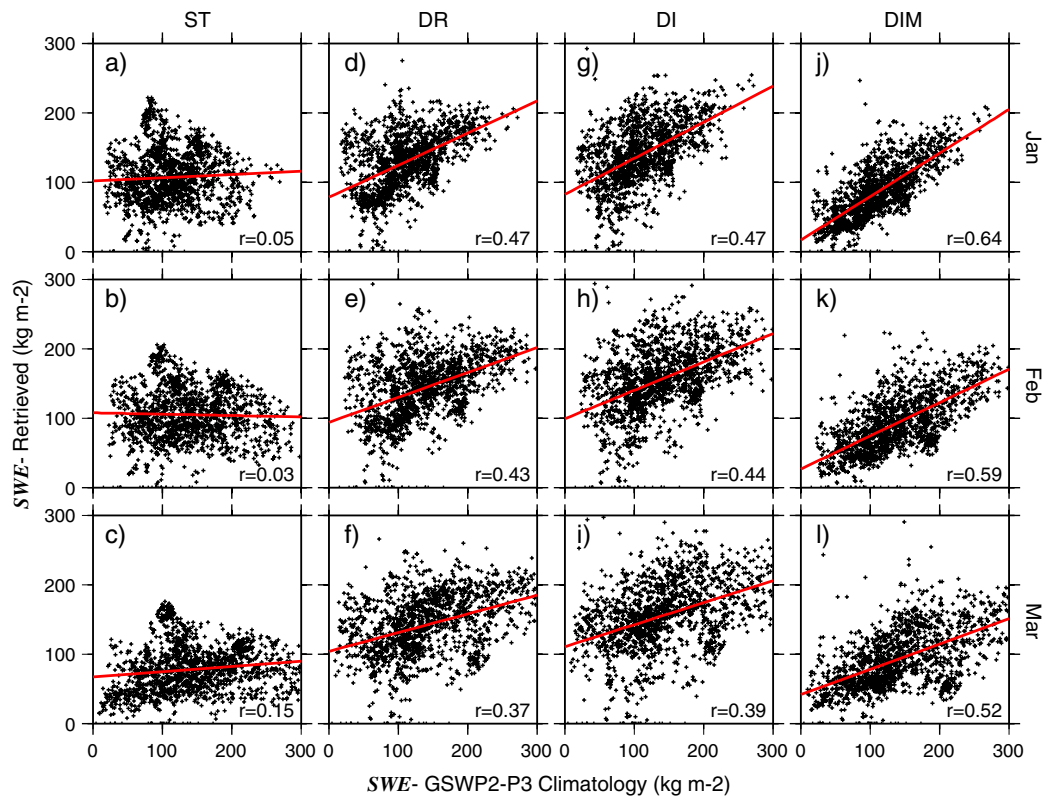 ST DR DI DIM
300 a) d) g) j)
200
100 Jan
0 r=0.05 r=0.47 r=0.47 r=0.64
300 b) e) h) k)
200
SWE- Retrieved (kg m-2)
100 Feb
0 r=0.03 r=0.43 r=0.44 r=0.59
300 c) f) i) l)
200
100 Mar
0 r=0.15 r=0.37 r=0.39 r=0.52
0 100 200 300 0 100 200 300 0 100 200 300 0 100 200 300
SWE- GSWP2-P3 Climatology (kg m-2)